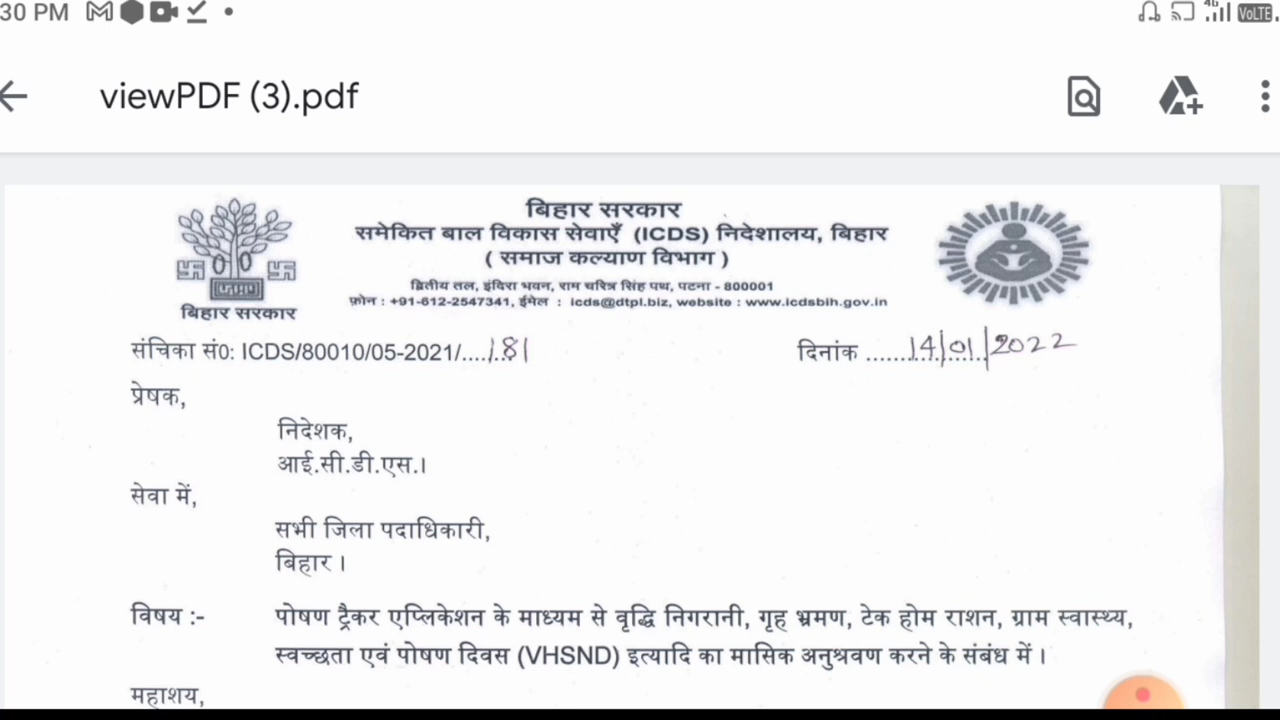 30 PM
4G VoLTE
viewPDF (3).pdf
बिहार सरकार
समेकित बाल विकास सेवाएँ (ICDS) निदेशालय, बिहार
( समाज कल्याण विभाग )
द्वितीय तल, इंदिरा भवन, राम चरित्र सिंह पथ, पटना - 800001
फ़ोन : +91-612-2547341, ईमेल : icds@dtpl.biz, website : www.icdsbih.gov.in
बिहार सरकार
संचिका सं0: ICDS/80010/05-2021/....181
दिनांक ......14/01/2022
प्रेषक,
निदेशक,
आई.सी.डी.एस.।
सेवा में,
सभी जिला पदाधिकारी,
बिहार ।
विषय :- पोषण ट्रैकर एप्लिकेशन के माध्यम से वृद्धि निगरानी, गृह भ्रमण, टेक होम राशन, ग्राम स्वास्थ्य,
स्वच्छता एवं पोषण दिवस (VHSND) इत्यादि का मासिक अनुश्रवण करने के संबंध में ।
महाशय,